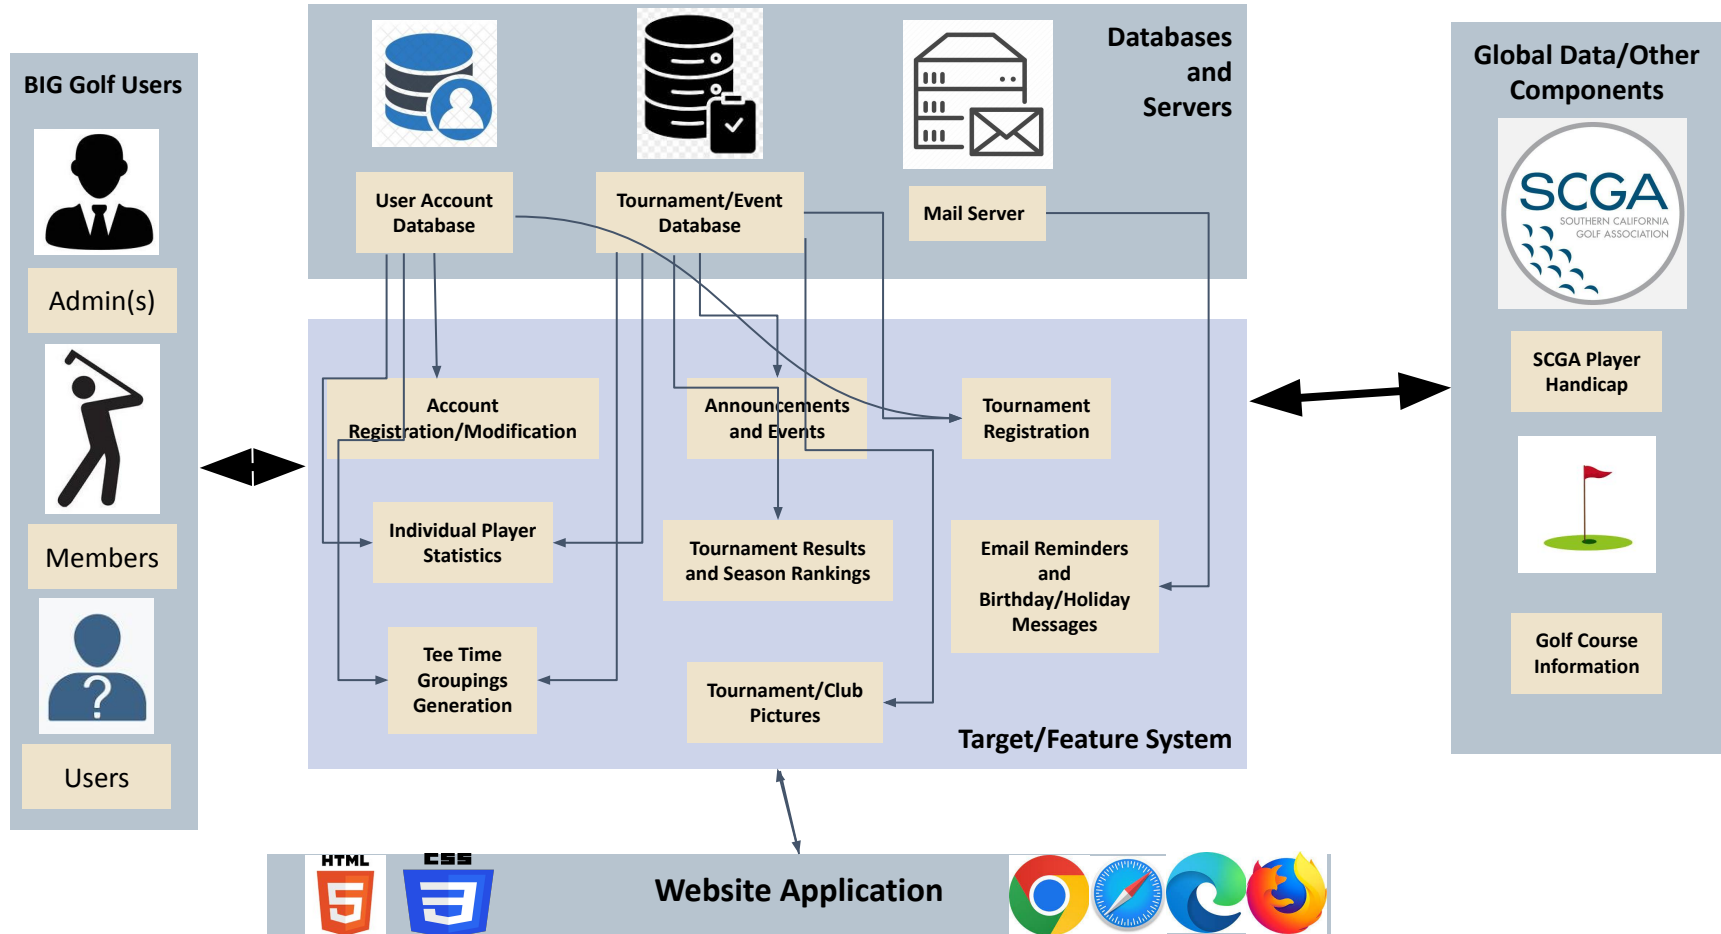 BIG Golf Users
Admin(s)
Members
?
Users
Databases
and
Servers
User Account
Database
Tournament/Event
Database
Mail Server
Account
Registration/Modification
Announcements
and Events
Tournament
Registration
Individual Player
Statistics
Tournament Results
and Season Rankings
Email Reminders
and
Birthday/Holiday
Messages
Tee Time
Groupings
Generation
Tournament/Club
Pictures
Target/Feature System
Global Data/Other
Components
SCGA
SOUTHERN CALIFORNIA
GOLF ASSOCIATION
SCGA Player
Handicap
Golf Course
Information
HTML
5
CSS
3
Website Application